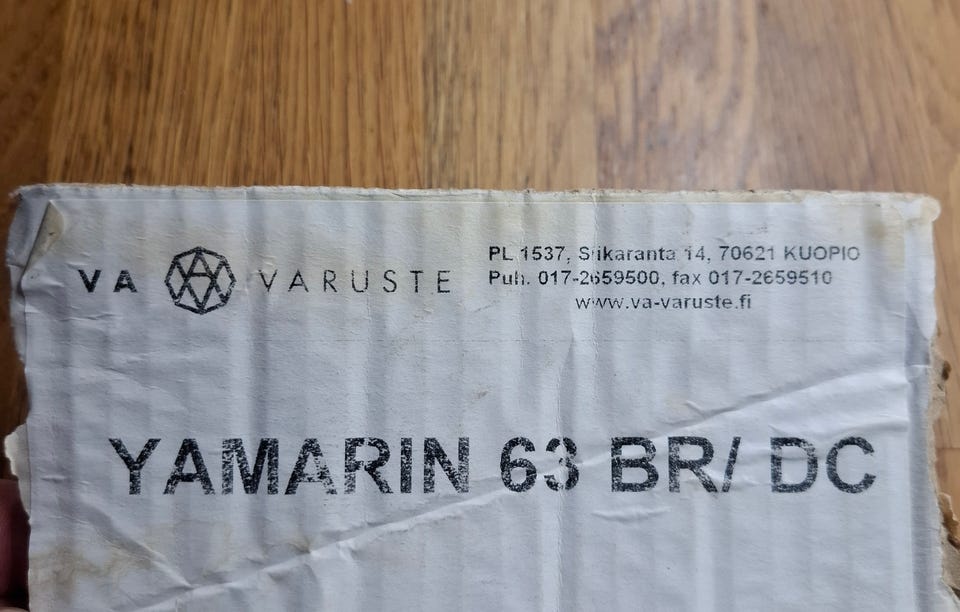 VA VARUSTE
PL 1537, Siikaranta 14, 70621 KUOPIO
Puh. 017-2659500, fax 017-2659510
www.va-varuste.fi
YAMARIN 63 BR/ DC